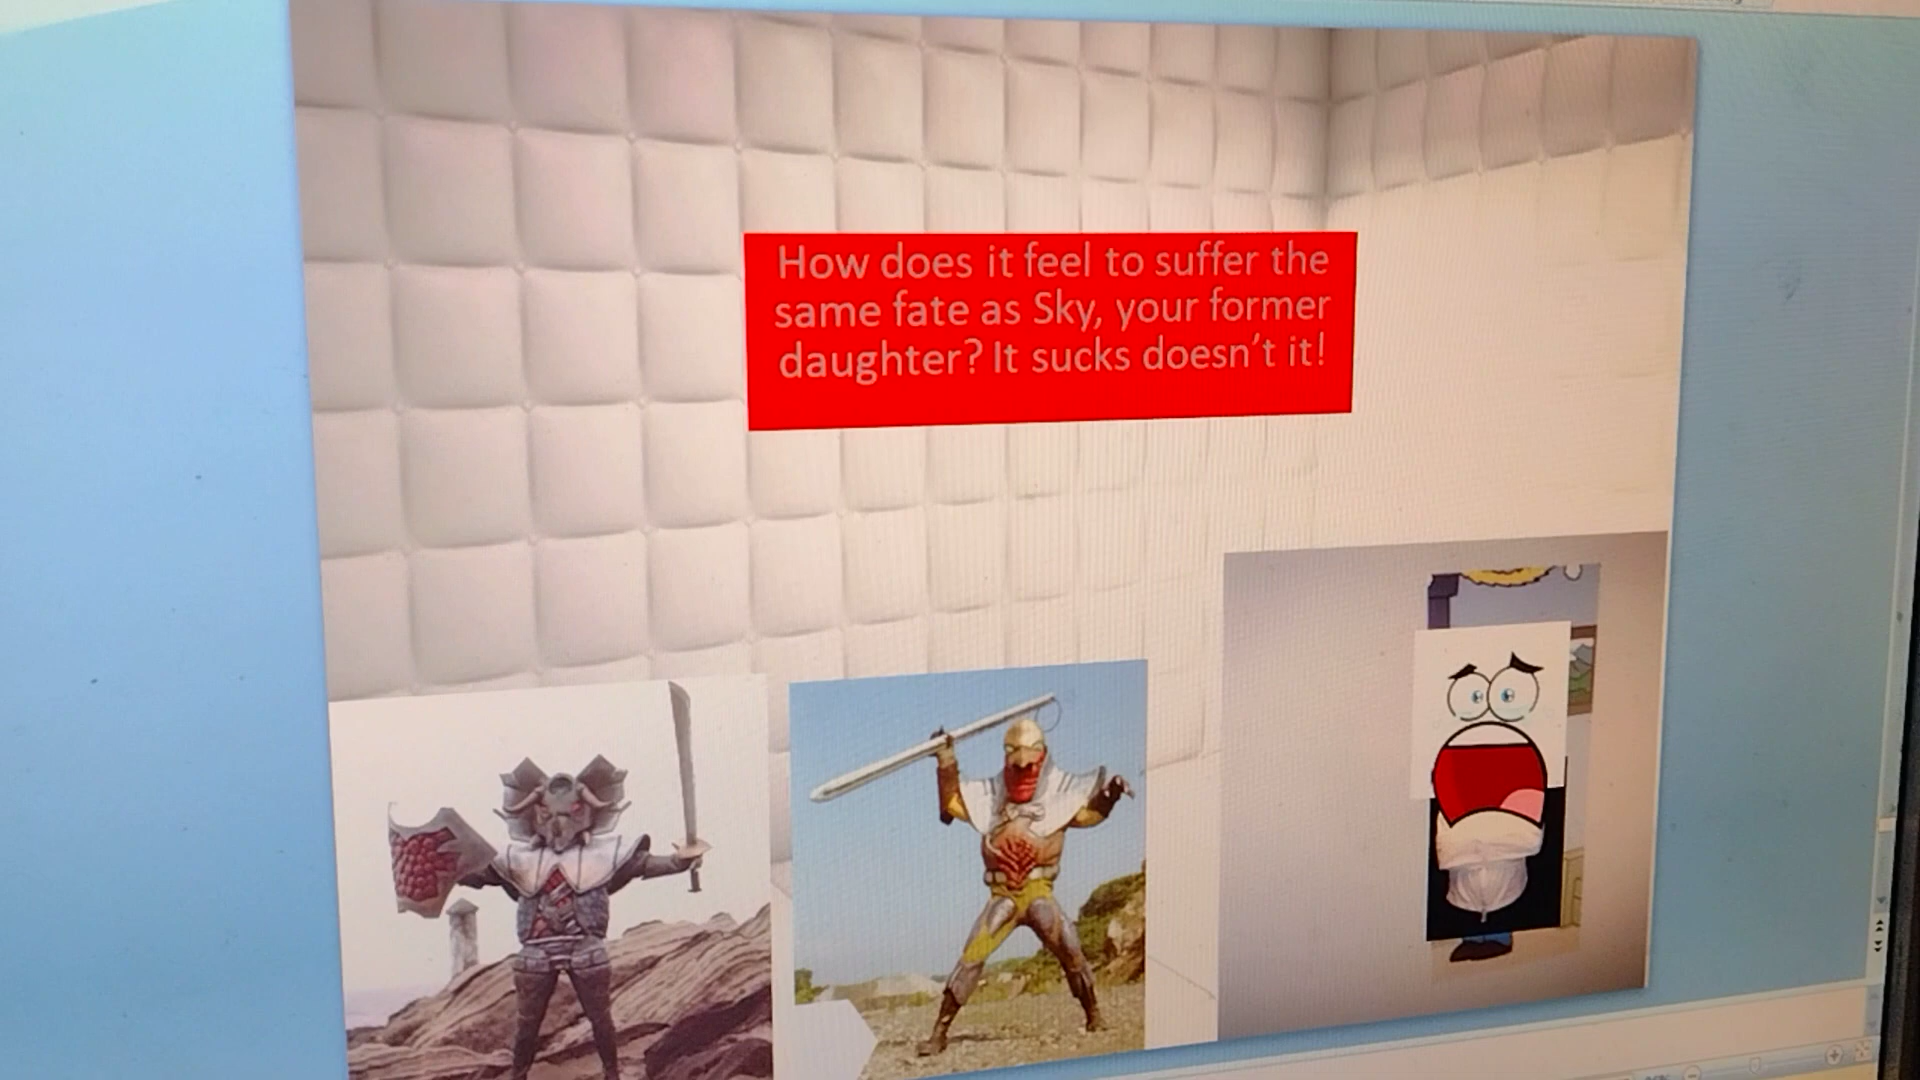 How does it feel to suffer the
same fate as Sky, your former
daughter? It sucks doesn't it!